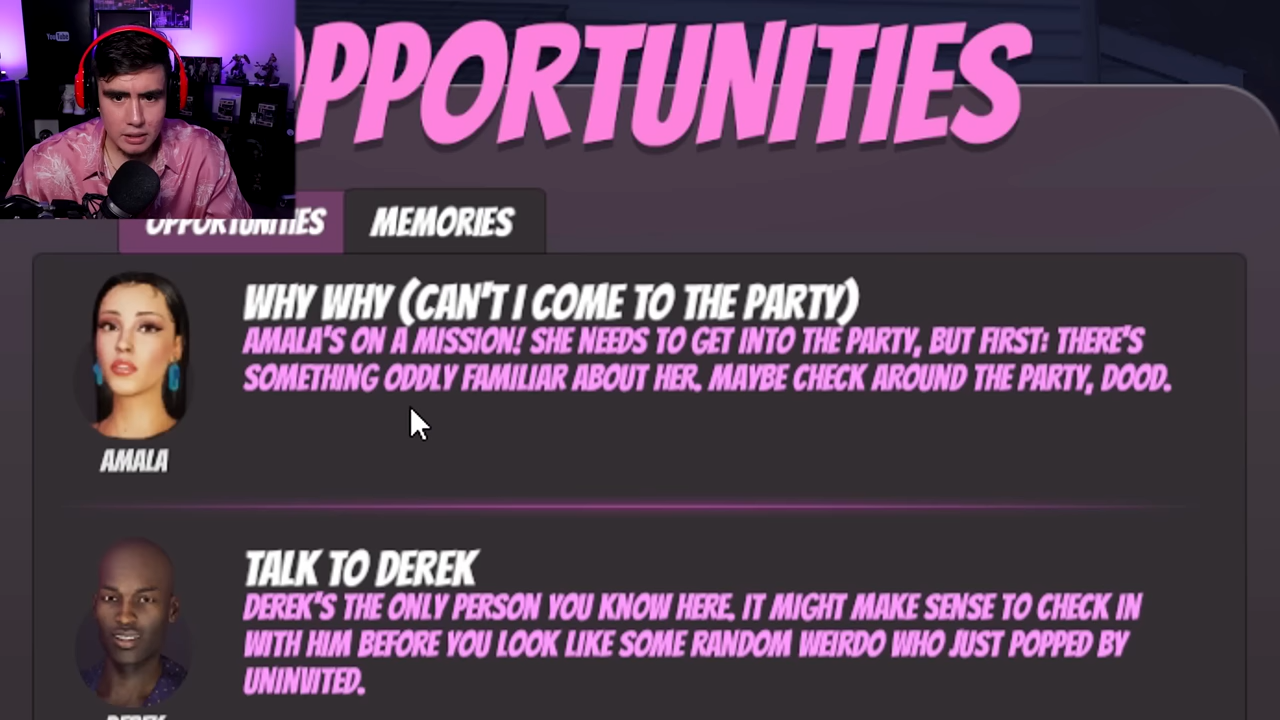 OPPORTUNITIES
OPPORTUNITIES MEMORIES
WHY WHY (CAN'T I COME TO THE PARTY)
AMALA'S ON A MISSION! SHE NEEDS TO GET INTO THE PARTY, BUT FIRST: THERE'S
SOMETHING ODDLY FAMILIAR ABOUT HER. MAYBE CHECK AROUND THE PARTY, DOOD.
AMALA
TALK TO DEREK
DEREK'S THE ONLY PERSON YOU KNOW HERE. IT MIGHT MAKE SENSE TO CHECK IN
WITH HIM BEFORE YOU LOOK LIKE SOME RANDOM WEIRDO WHO JUST POPPED BY
UNINVITED.
DEREK